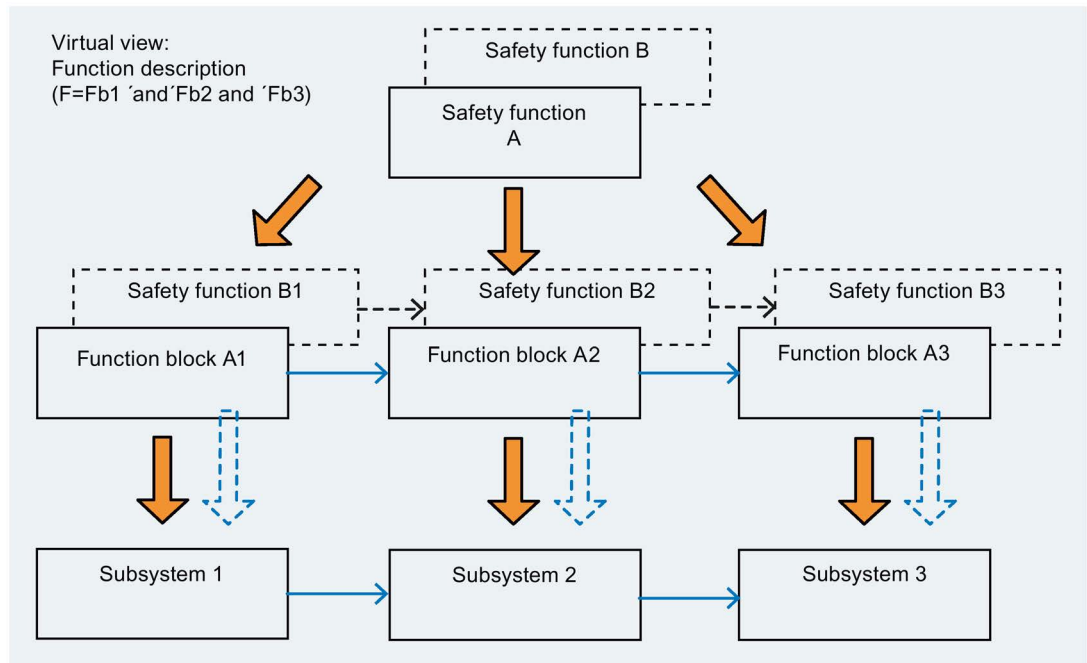 Virtual view:
Function description
(F=Fb1 ´and´Fb2 and ´Fb3)
Safety function B
Safety function
A
Safety function B1
Safety function B2
Safety function B3
Function block A1
Function block A2
Function block A3
Subsystem 1
Subsystem 2
Subsystem 3